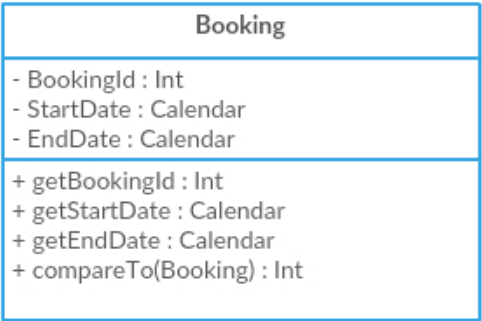 Booking
- BookingId : Int
- StartDate : Calendar
- EndDate : Calendar
+ getBookingId : Int
+ getStartDate : Calendar
+ getEndDate : Calendar
+ compareTo(Booking) : Int